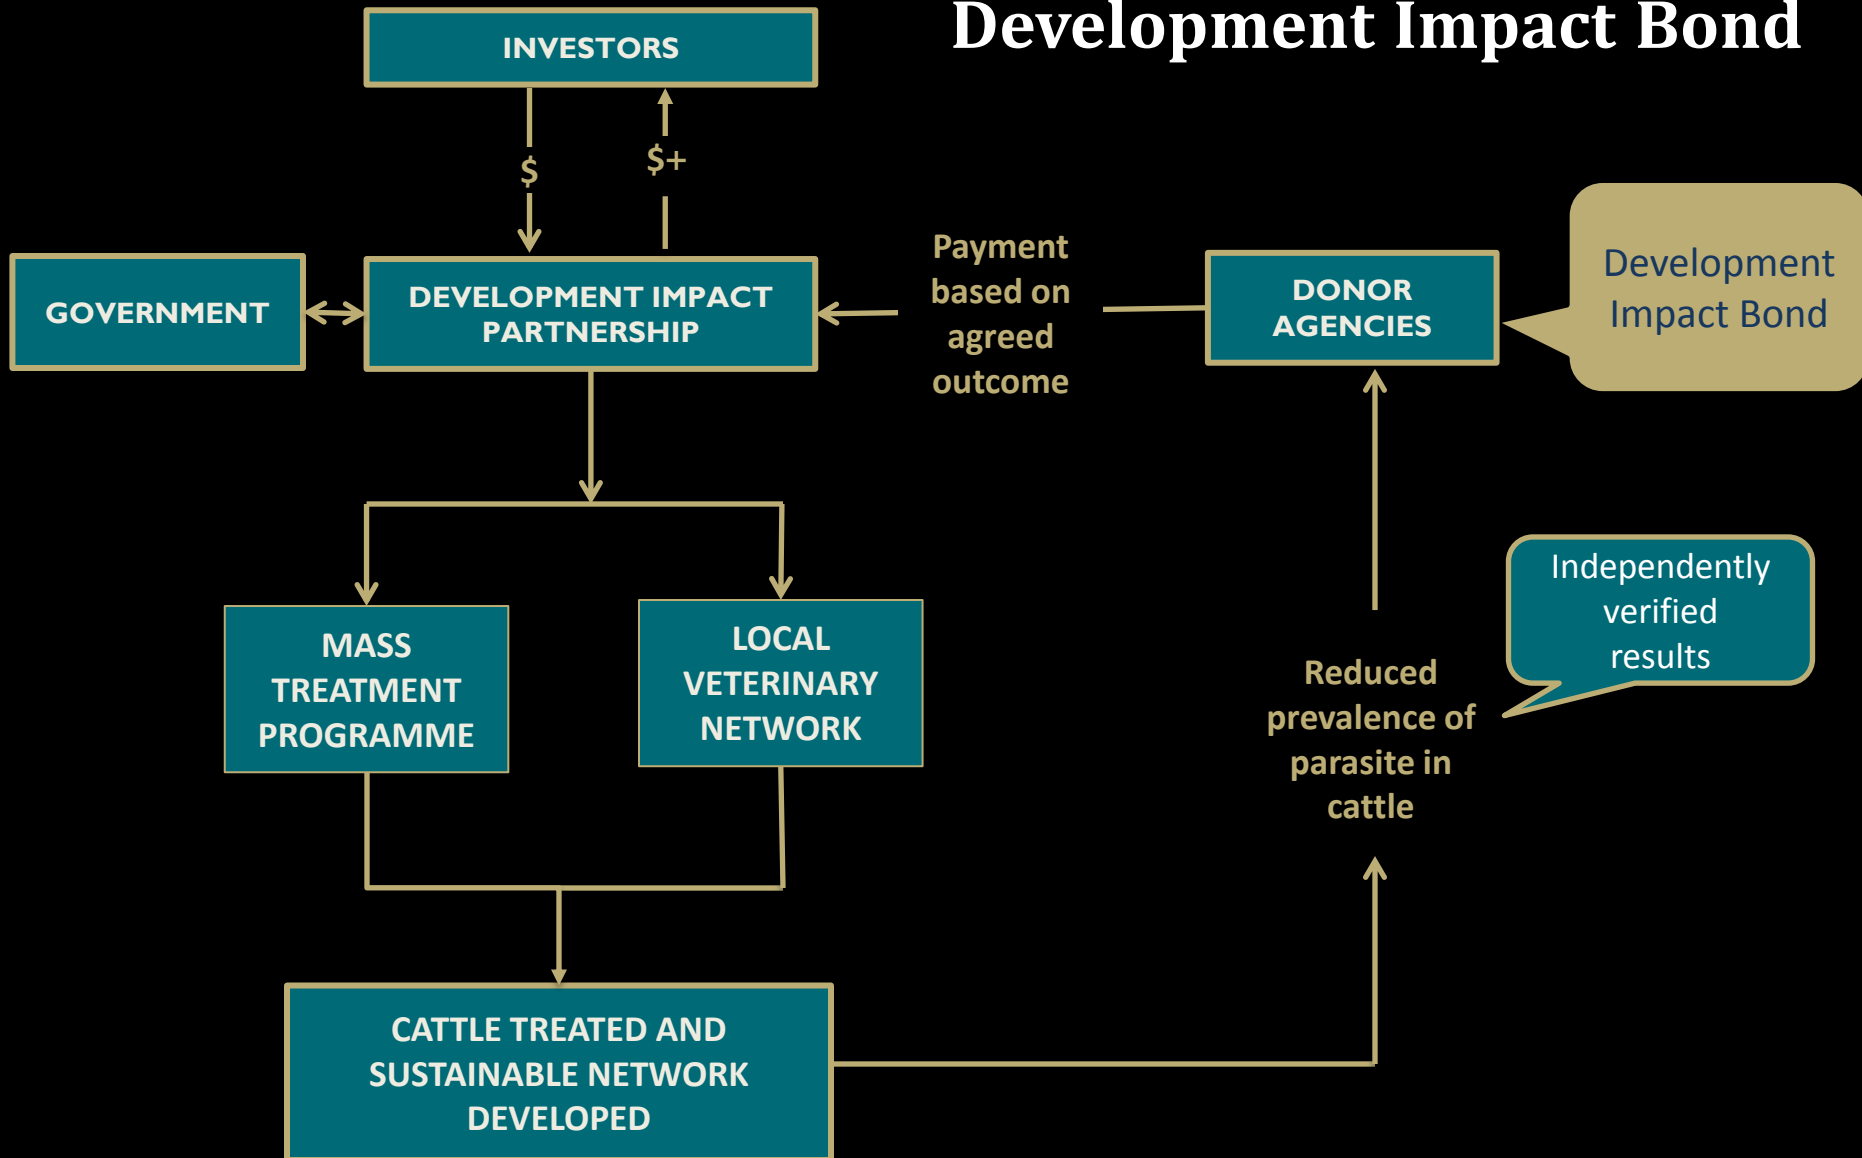 Development Impact Bond
INVESTORS
$
$+
GOVERNMENT
DEVELOPMENT IMPACT
PARTNERSHIP
Payment
based on
agreed
outcome
DONOR
AGENCIES
Development
Impact Bond
MASS
TREATMENT
PROGRAMME
LOCAL
VETERINARY
NETWORK
Independently
verified
results
Reduced
prevalence of
parasite in
cattle
CATTLE TREATED AND
SUSTAINABLE NETWORK
DEVELOPED